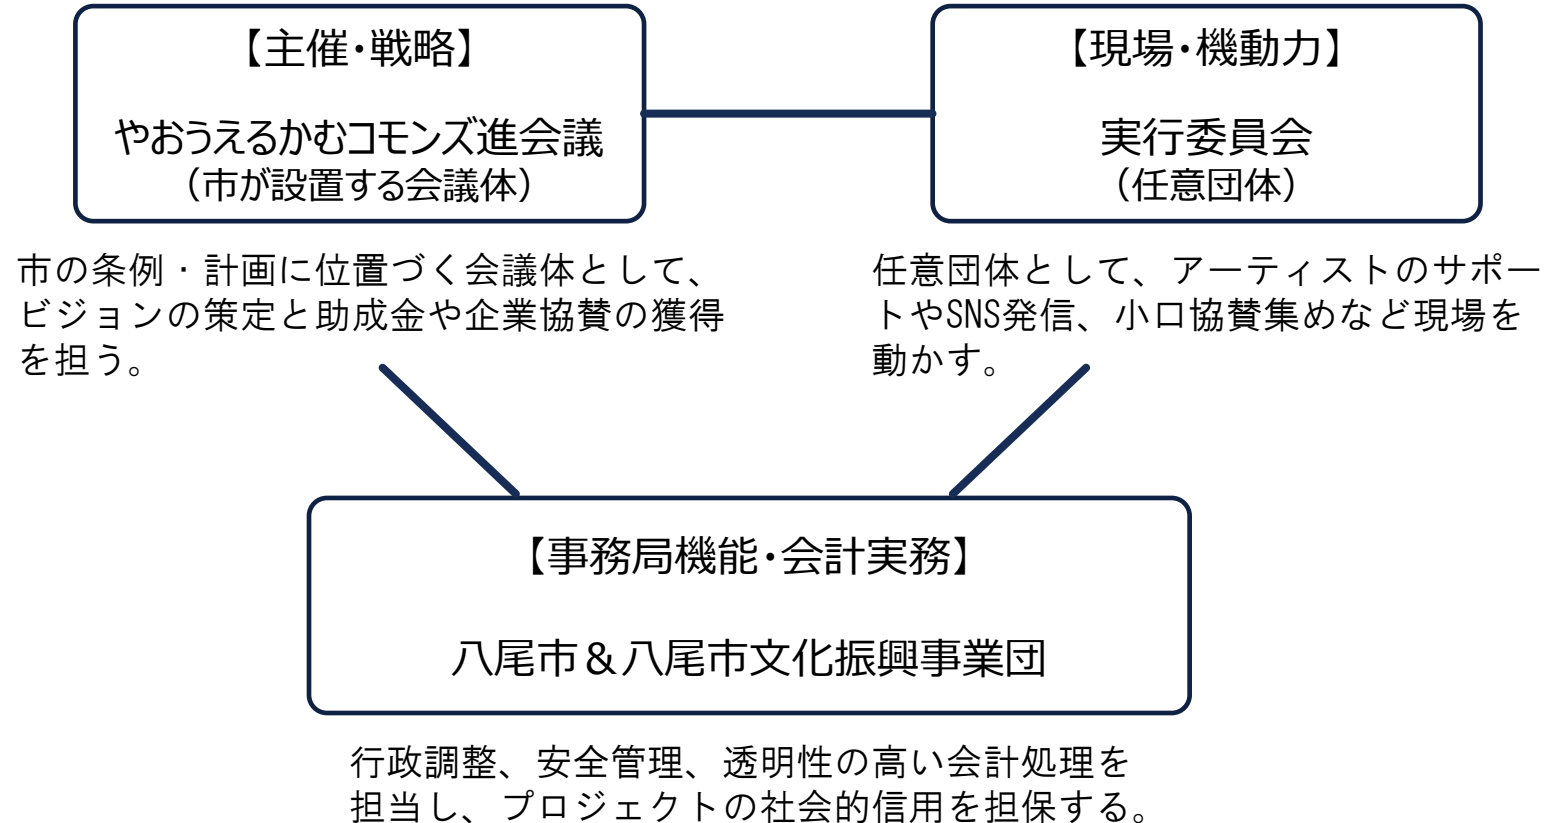 【主催・戦略】
やおうえるかむコモンズ進会議
（市が設置する会議体）
市の条例・計画に位置づく会議体として、
ビジョンの策定と助成金や企業協賛の獲得
を担う。
【現場・機動力】
実行委員会
（任意団体）
任意団体として、アーティストのサポー
トやSNS発信、小口協賛集めなど現場を
動かす。
【事務局機能・会計実務】
八尾市＆八尾市文化振興事業団
行政調整、安全管理、透明性の高い会計処理を
担当し、プロジェクトの社会的信用を担保する。